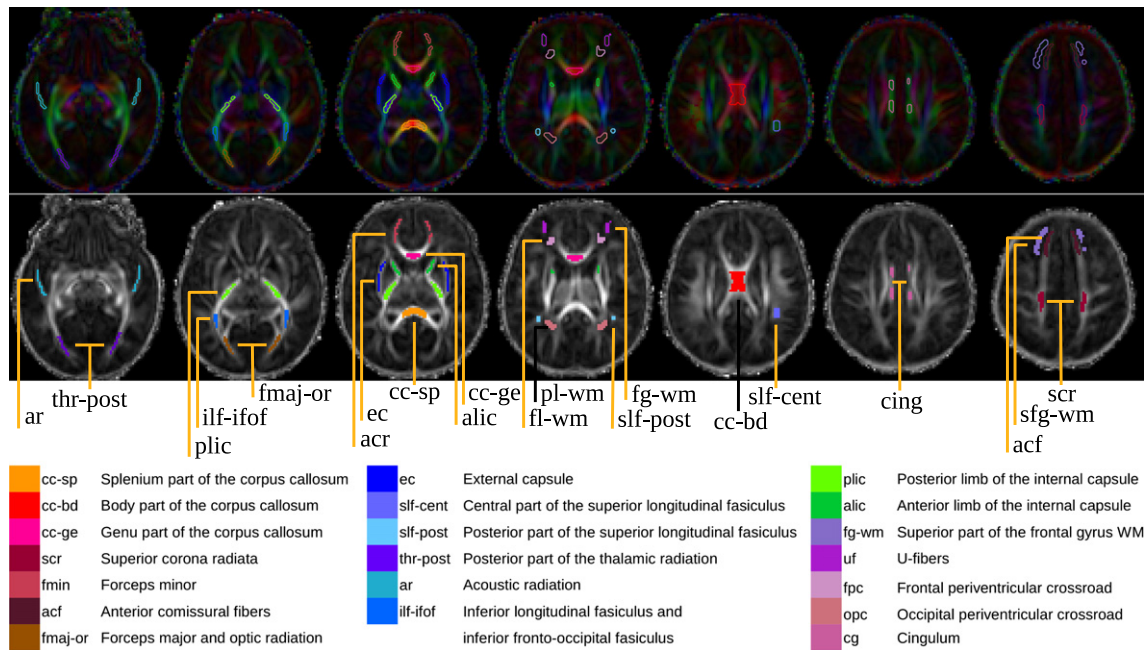 ar
thr-post
plic
ilf-ifof
fmaj-or
ec
acr
cc-sp
cc-ge
alic
fl-wm
pl-wm
fg-wm
slf-post
cc-bd
slf-cent
cing
scr
sfg-wm
acf
cc-sp Splenium part of the corpus callosum
cc-bd Body part of the corpus callosum
cc-ge Genu part of the corpus callosum
scr Superior corona radiata
fmin Forceps minor
acf Anterior comissural fibers
fmaj-or Forceps major and optic radiation
ec External capsule
slf-cent Central part of the superior longitudinal fasiculus
slf-post Posterior part of the superior longitudinal fasiculus
thr-post Posterior part of the thalamic radiation
ar Acoustic radiation
ilf-ifof Inferior longitudinal fasiculus and
inferior fronto-occipital fasiculus
plic Posterior limb of the internal capsule
alic Anterior limb of the internal capsule
fg-wm Superior part of the frontal gyrus WM
uf U-fibers
fpc Frontal periventricular crossroad
opc Occipital periventricular crossroad
cg Cingulum